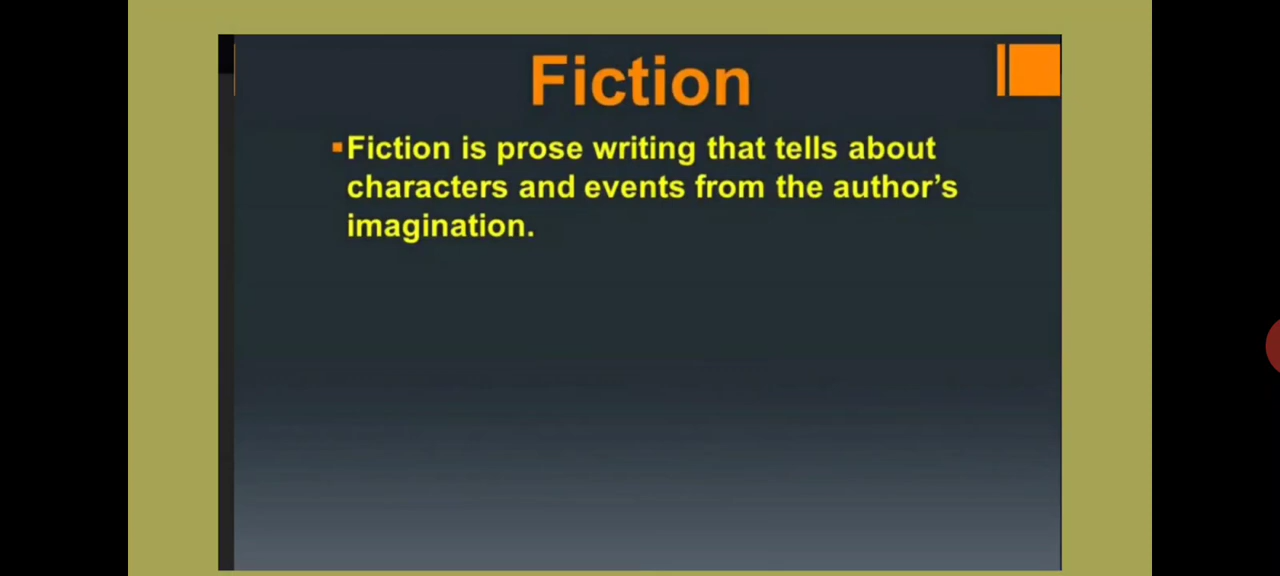 Fiction
▪Fiction is prose writing that tells about
characters and events from the author’s
imagination.